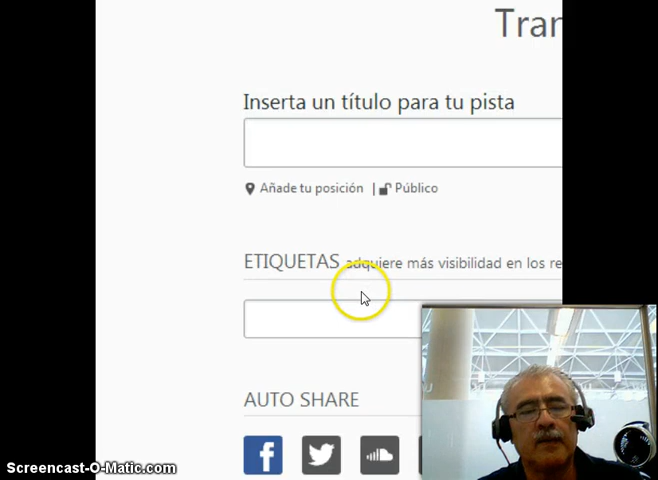 Tran
Inserta un título para tu pista
Añade tu posición | Público
ETIQUETAS adquiere más visibilidad en los re
AUTO SHARE
Screencast-O-Matic.com